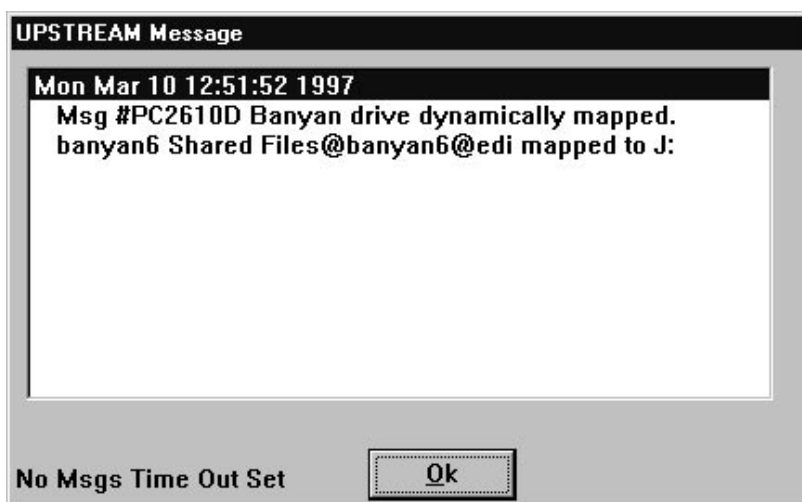 UPSTREAM Message
Mon Mar 10 12:51:52 1997
Msg #PC2610D Banyan drive dynamically mapped.
banyan6 Shared Files@banyan6@edi mapped to J:
No Msgs Time Out Set
Ok